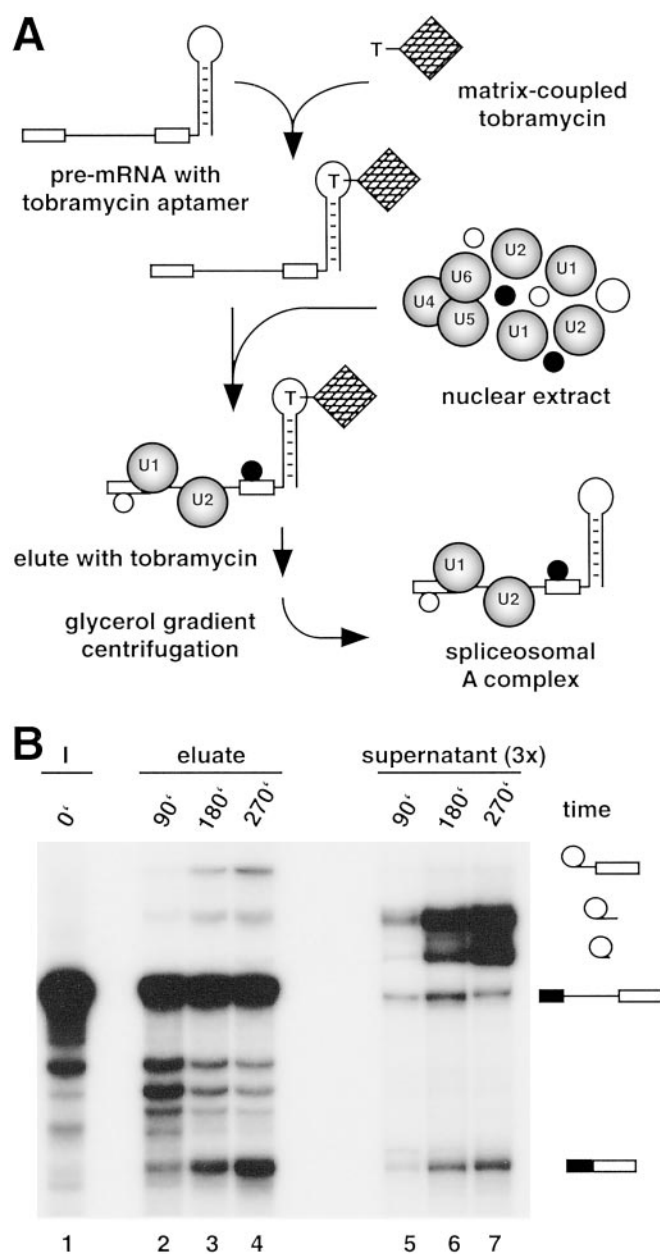 A
T
matrix-coupled
tobramycin
pre-mRNA with
tobramycin aptamer
T
U2
U6
U1
U4
U5
U1
U2
nuclear extract
T
U1
U2
elute with tobramycin
glycerol gradient
centrifugation
U1
U2
spliceosomal
A complex
B
I eluate supernatant (3x)
0‘ 90‘ 180‘ 270‘ 90‘ 180‘ 270‘ time
1 2 3 4 5 6 7